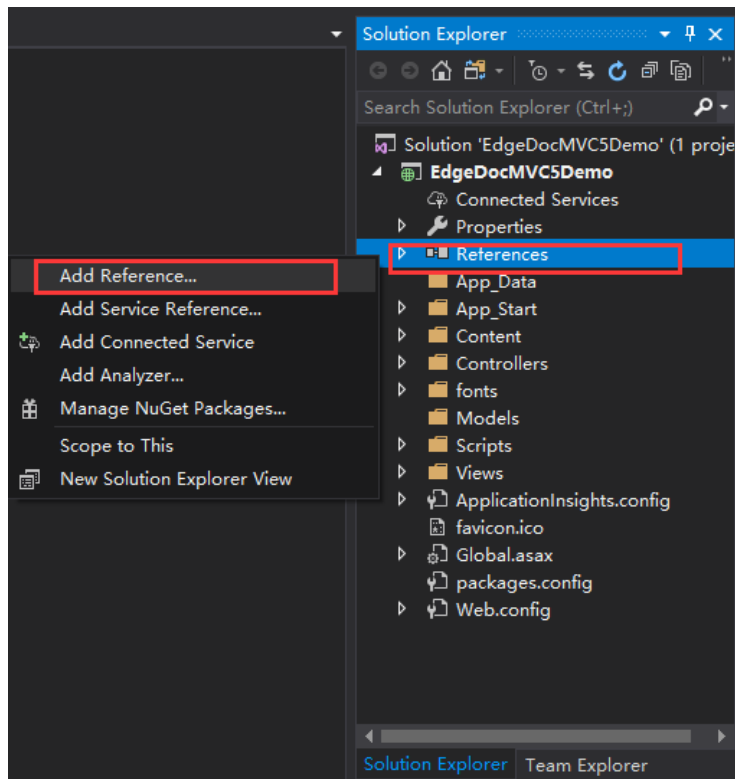 Solution Explorer
Search Solution Explorer (Ctrl+;)
Solution 'EdgeDocMVC5Demo' (1 proje
EdgeDocMVC5Demo
Connected Services
Properties
References
App_Data
App_Start
Content
Controllers
fonts
Models
Scripts
Views
ApplicationInsights.config
favicon.ico
Global.asax
packages.config
Web.config
Add Reference...
Add Service Reference...
Add Connected Service
Add Analyzer...
Manage NuGet Packages...
Scope to This
New Solution Explorer View
Solution Explorer
Team Explorer